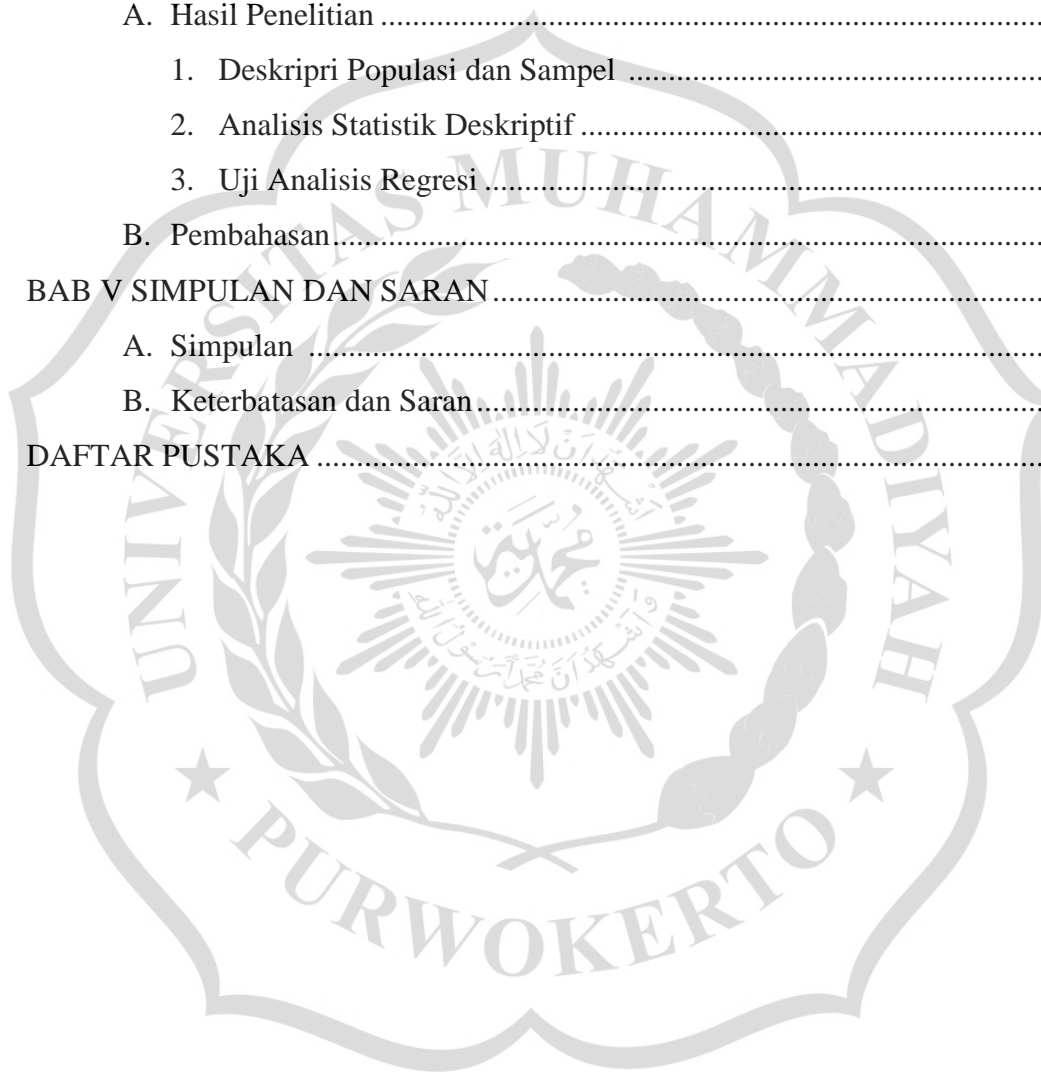 A. Hasil Penelitian ..........................................................................................
1. Deskripri Populasi dan Sampel ....................................................
2. Analisis Statistik Deskriptif ..........................................................
3. Uji Analisis Regresi ......................................................................
B. Pembahasan.........................................................................................
BAB V SIMPULAN DAN SARAN.....................................................................
A. Simpulan ............................................................................................
B. Keterbatasan dan Saran.......................................................................
DAFTAR PUSTAKA ...........................................................................................
UNIVERSITAS MUHAMMADIYAH
PURWOKERTO